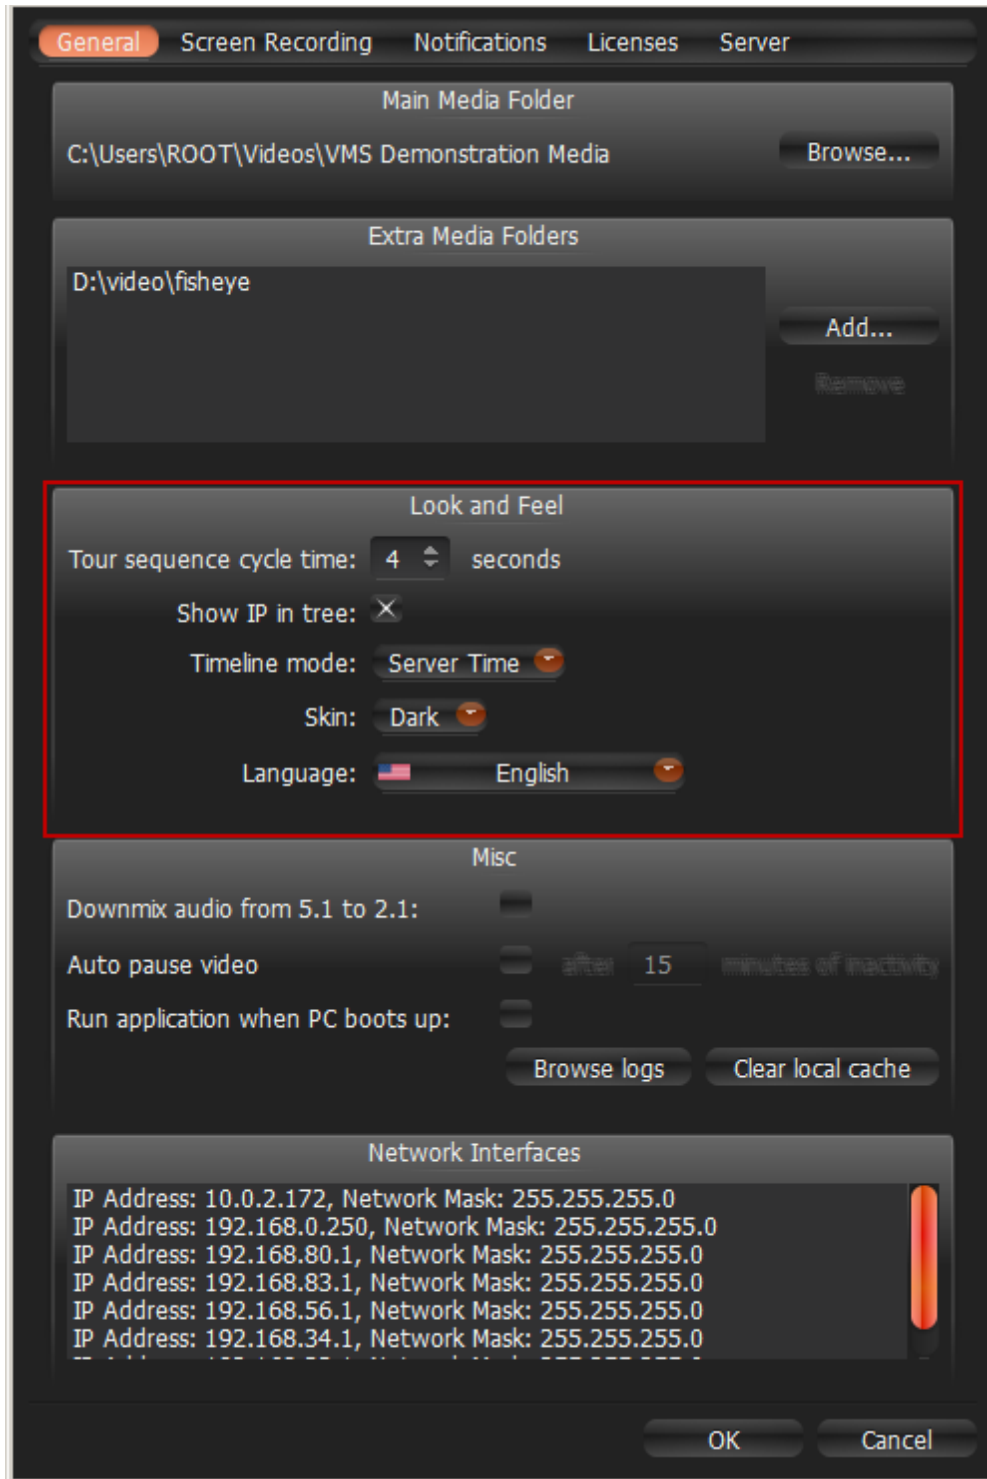 General Screen Recording Notifications Licenses Server
Main Media Folder
C:\Users\ROOT\Videos\VMS Demonstration Media Browse...
Extra Media Folders
D:\video\fisheye
Add...
Remove
Look and Feel
Tour sequence cycle time: 4 seconds
Show IP in tree:
Timeline mode: Server Time
Skin: Dark
Language: English
Misc
Downmix audio from 5.1 to 2.1:
Auto pause video after 15 minutes of inactivity
Run application when PC boots up:
Browse logs Clear local cache
Network Interfaces
IP Address: 10.0.2.172, Network Mask: 255.255.255.0
IP Address: 192.168.0.250, Network Mask: 255.255.255.0
IP Address: 192.168.80.1, Network Mask: 255.255.255.0
IP Address: 192.168.83.1, Network Mask: 255.255.255.0
IP Address: 192.168.56.1, Network Mask: 255.255.255.0
IP Address: 192.168.34.1, Network Mask: 255.255.255.0
OK Cancel